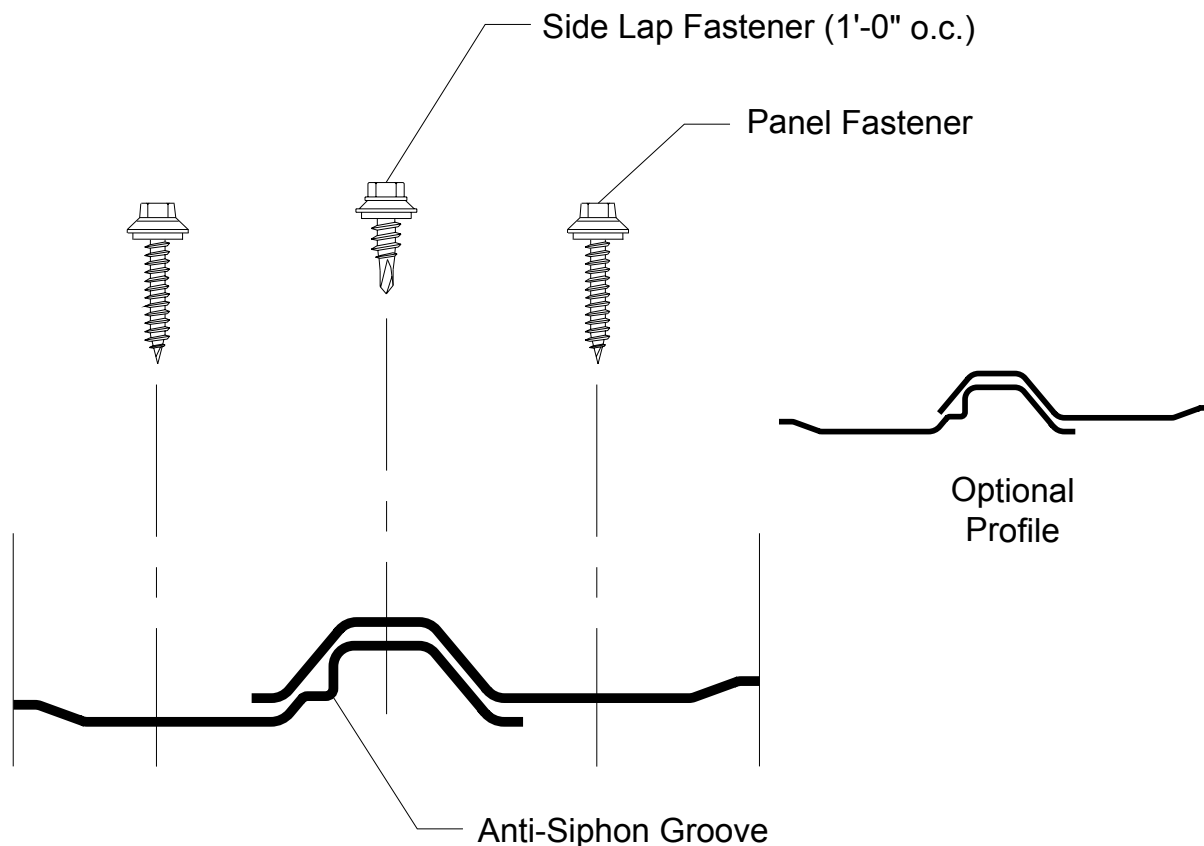 Side Lap Fastener (1'-0" o.c.)
Panel Fastener
Optional
Profile
Anti-Siphon Groove